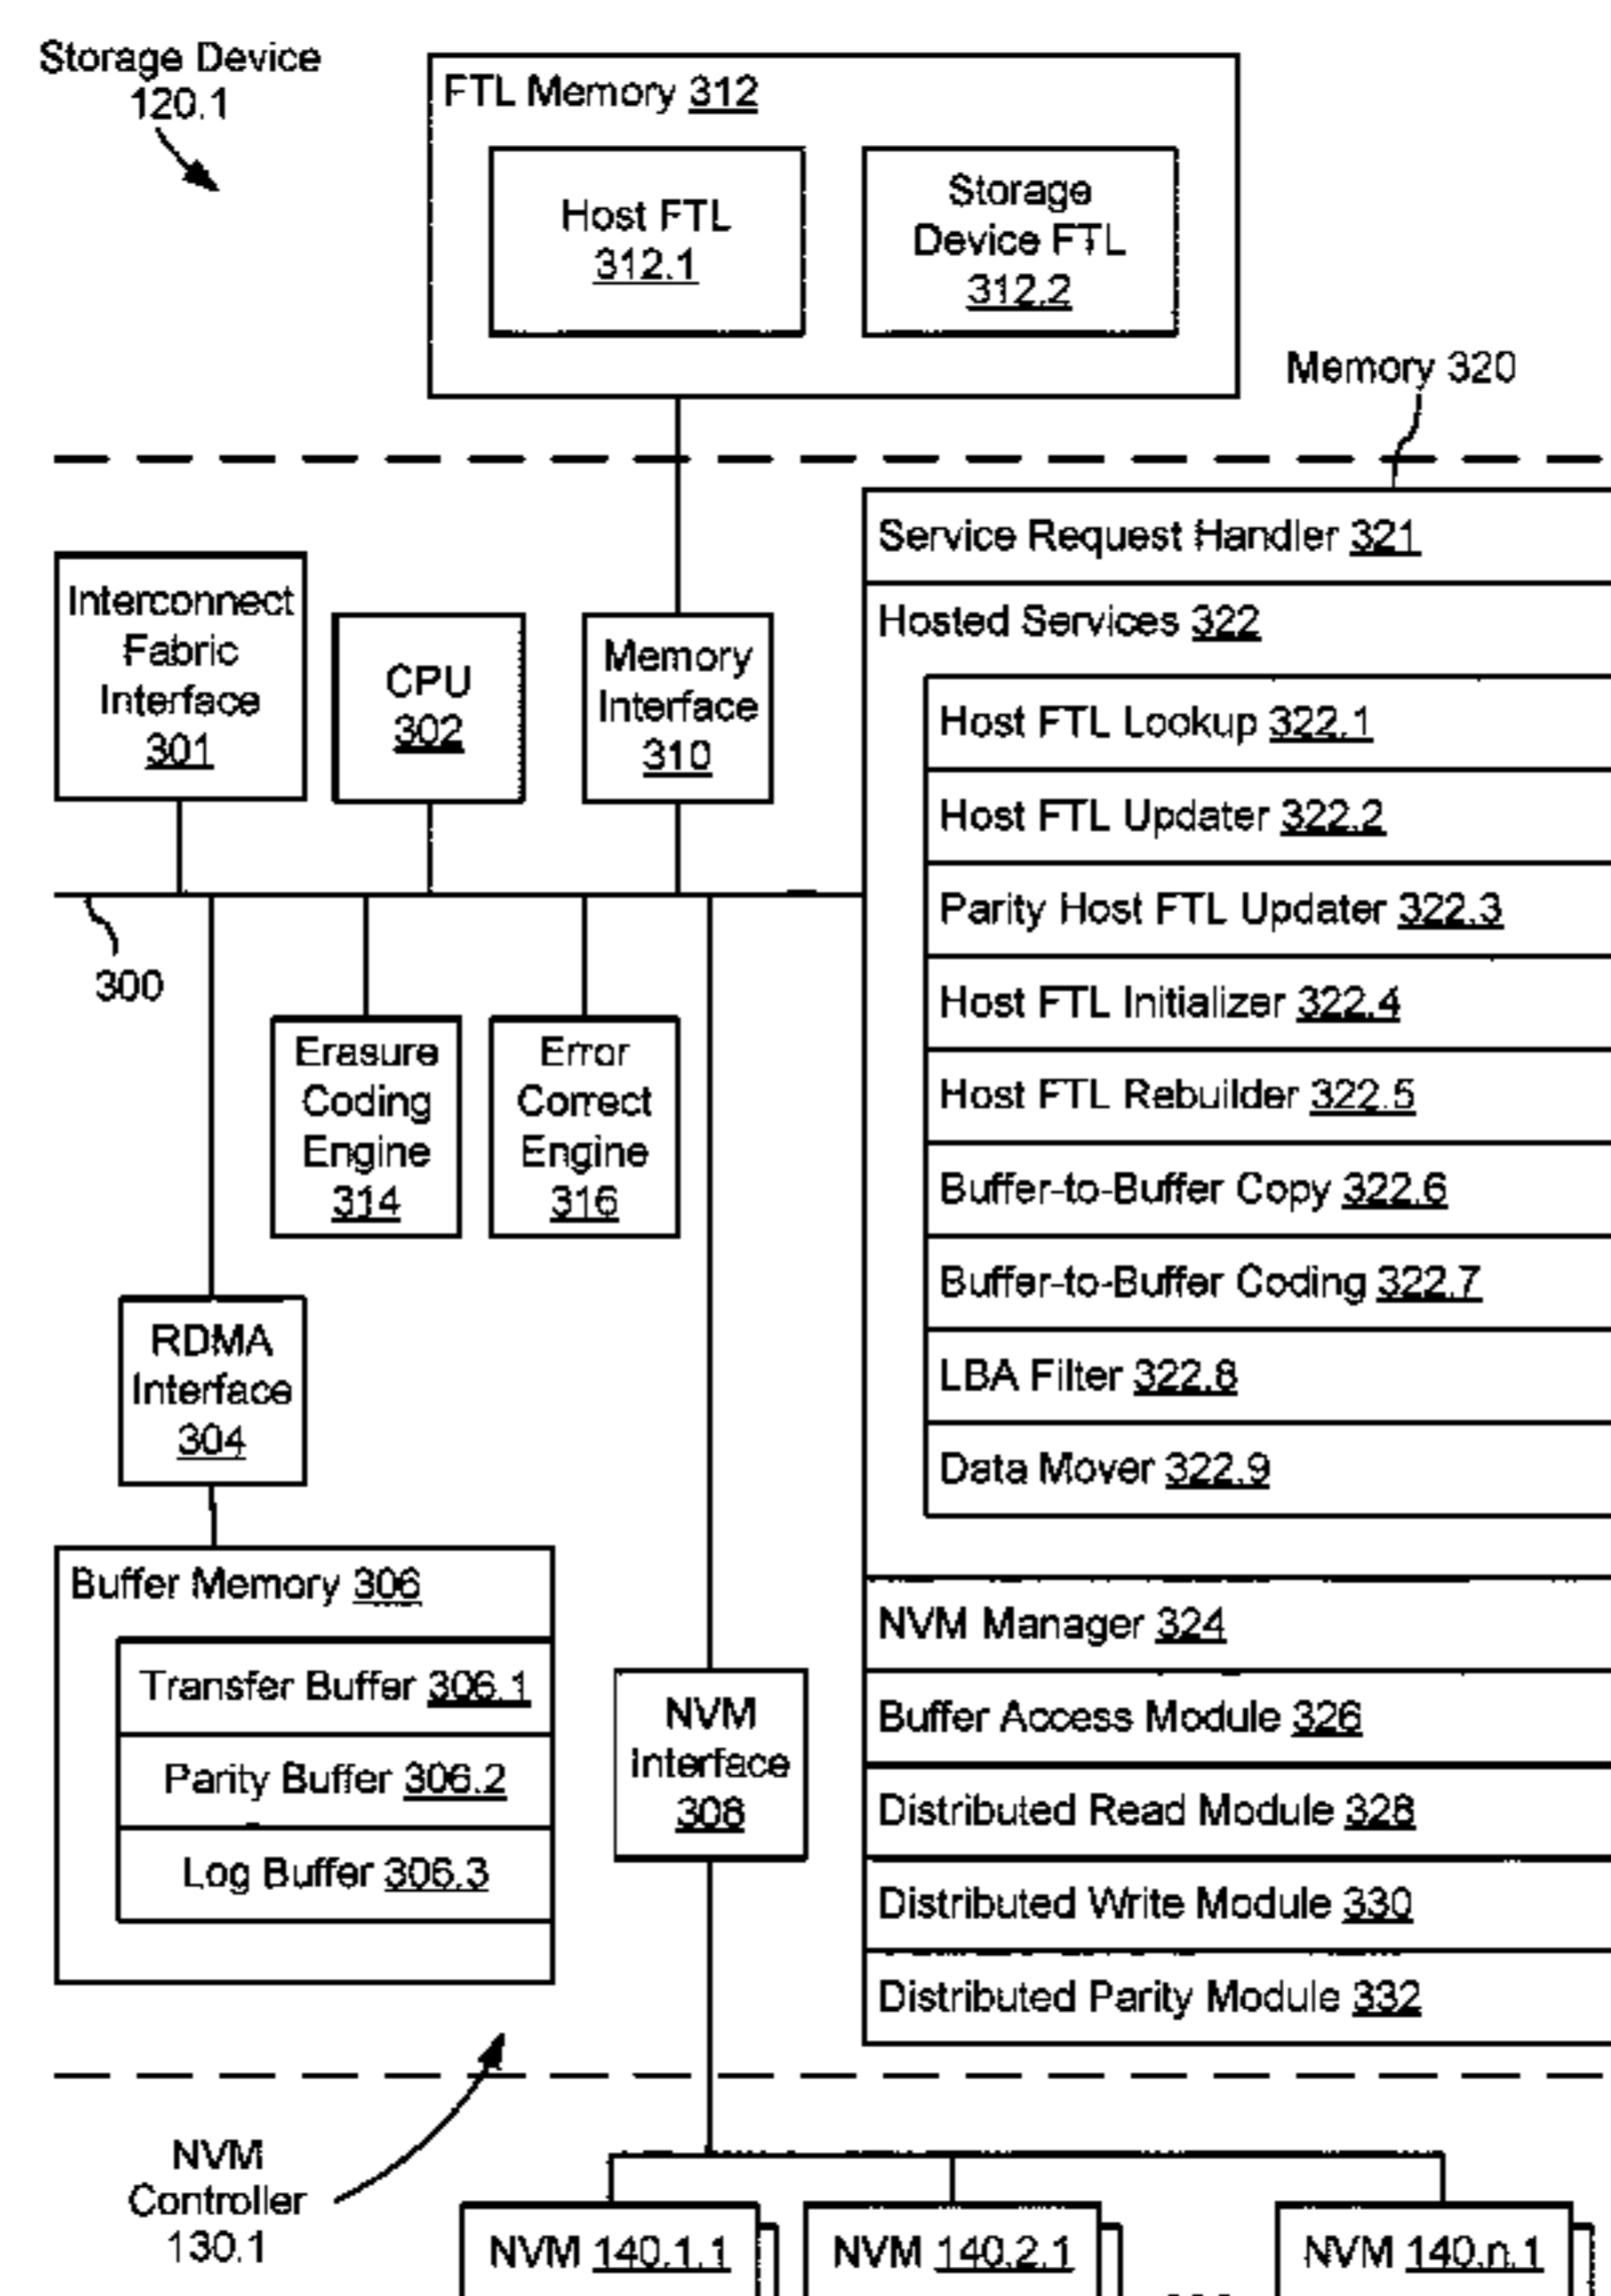 Storage Device
120.1
FTL Memory 312
Host FTL
312.1
Storage
Device FTL
312.2
Memory 320
Interconnect
Fabric
Interface
301
CPU
302
Memory
Interface
310
300
Erasure
Coding
Engine
314
Error
Correct
Engine
316
RDMA
Interface
304
Buffer Memory 306
Transfer Buffer 306.1
Parity Buffer 306.2
Log Buffer 306.3
NVM
Interface
308
Service Request Handler 321
Hosted Services 322
Host FTL Lookup 322.1
Host FTL Updater 322.2
Parity Host FTL Updater 322.3
Host FTL Initializer 322.4
Host FTL Rebuilder 322.5
Buffer-to-Buffer Copy 322.6
Buffer-to-Buffer Coding 322.7
LBA Filter 322.8
Data Mover 322.9
NVM Manager 324
Buffer Access Module 326
Distributed Read Module 328
Distributed Write Module 330
Distributed Parity Module 332
NVM
Controller
130.1
NVM 140.1.1
NVM 140.2.1
NVM 140.n.1